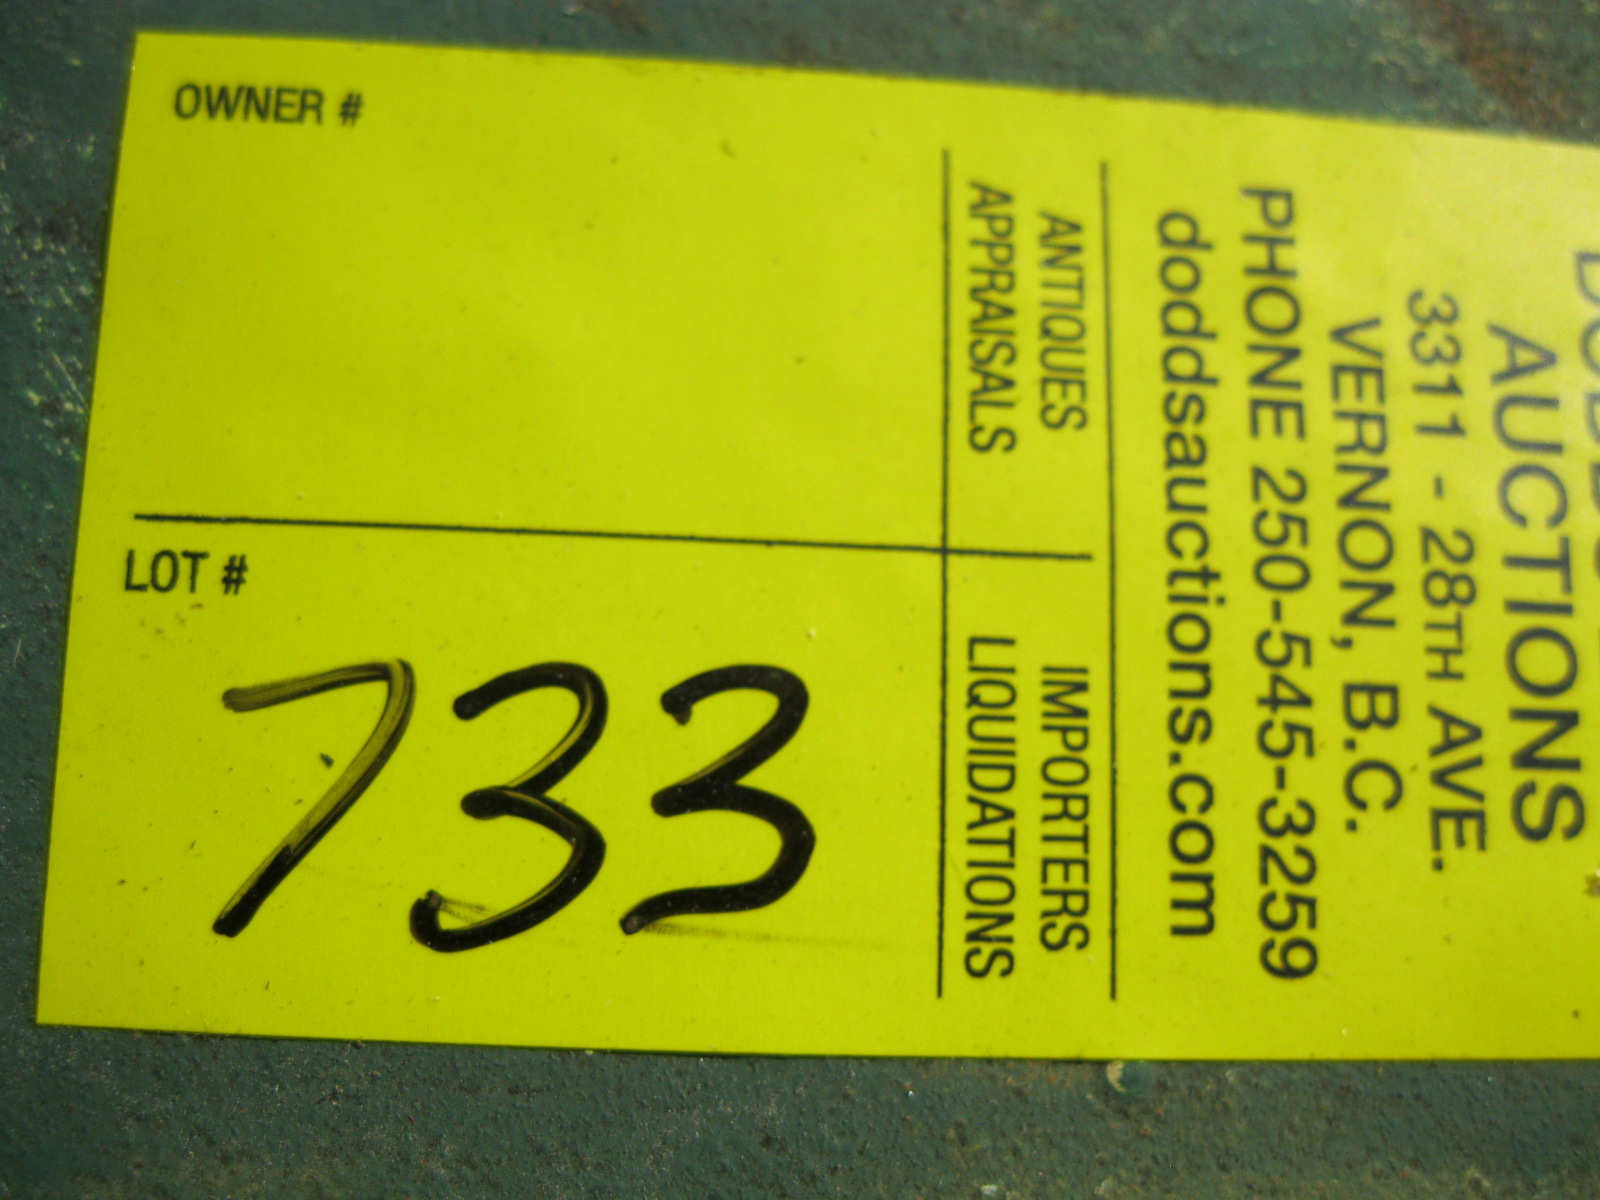 OWNER #
LOT #
733
AUCTIONS
3311 - 28TH AVE.
VERNON, B.C.
PHONE 250-545-3259
doddsauctions.com
ANTIQUES
APPRAISALS
IMPORTERS
LIQUIDATIONS